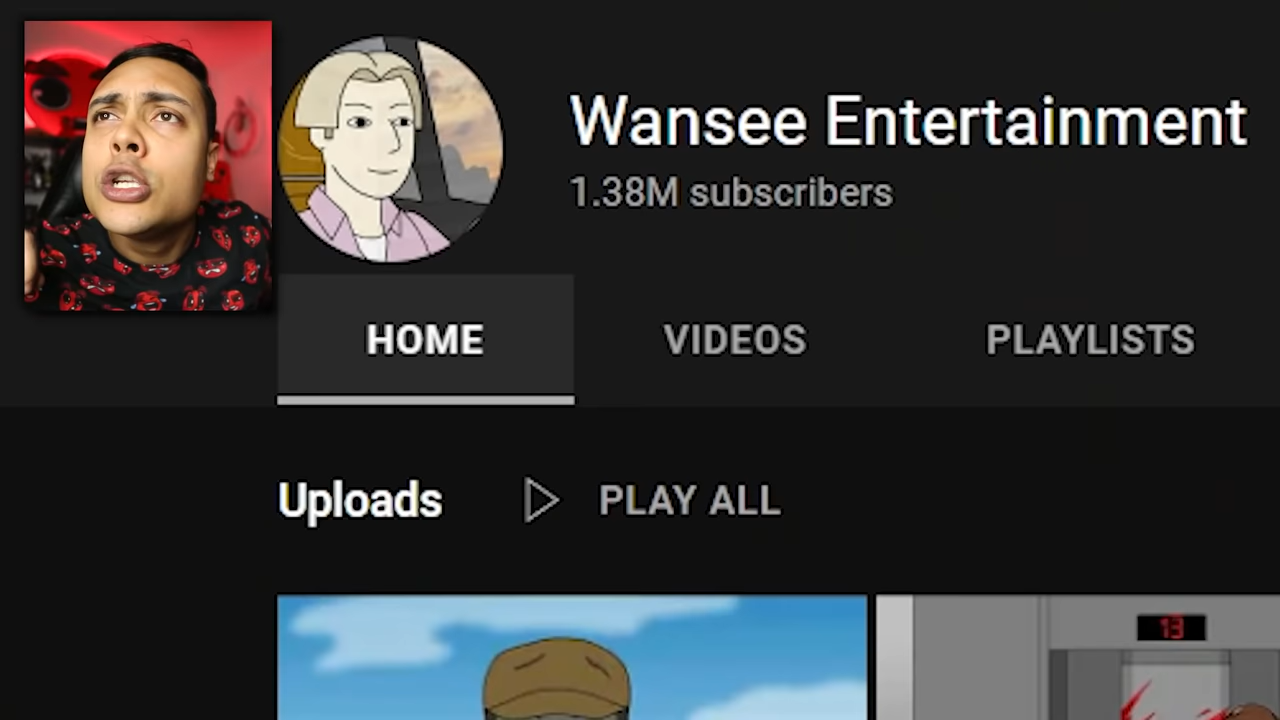 Wansee Entertainment
1.38M subscribers
HOME VIDEOS PLAYLISTS
Uploads PLAY ALL
13